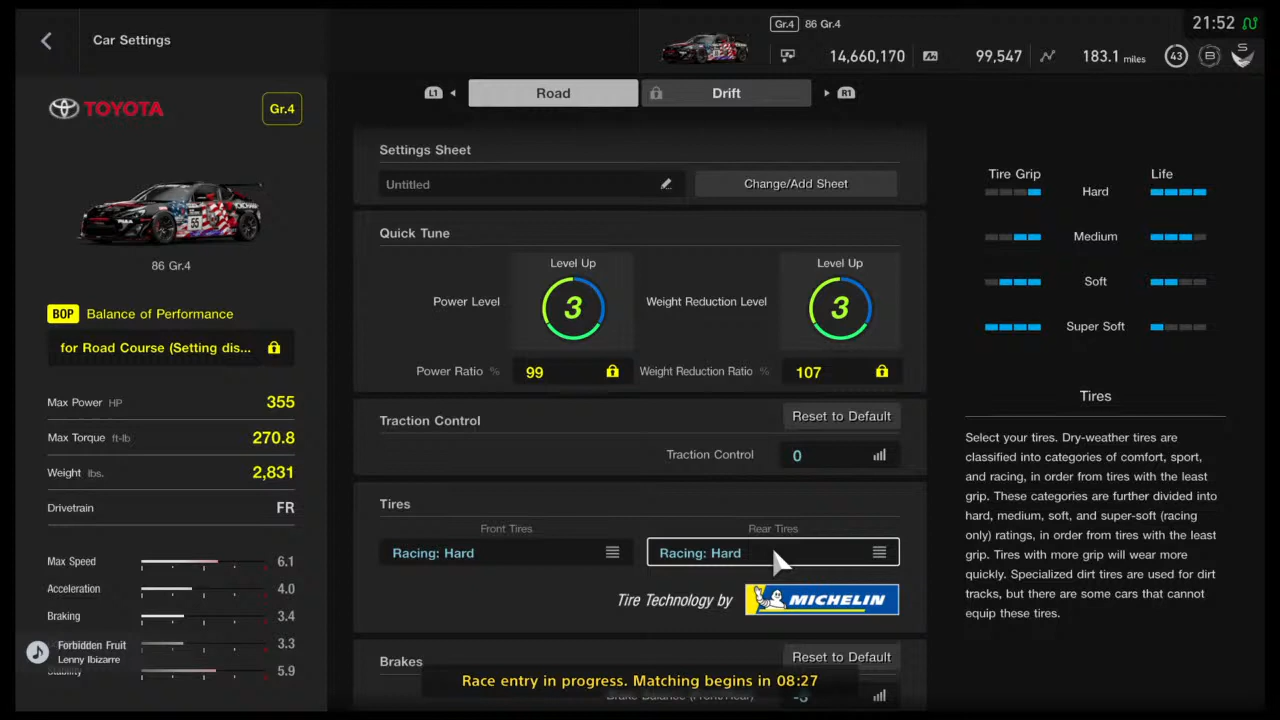 Car Settings
Gr.4 86 Gr.4
21:52
14,660,170 99,547 183.1 miles 43 B S
L1 Road Drift R1
TOYOTA Gr.4
86 Gr.4
BOP Balance of Performance
for Road Course (Setting dis...
Max Power HP 355
Max Torque ft-lb 270.8
Weight lbs. 2,831
Drivetrain FR
Max Speed 6.1
Acceleration 4.0
Braking 3.4
3.3
Stability 5.9
Forbidden Fruit
Lenny Ibizarre
Settings Sheet
Untitled Change/Add Sheet
Quick Tune
Level Up Level Up
Power Level 3 Weight Reduction Level 3
Power Ratio % 99 Weight Reduction Ratio % 107
Traction Control Reset to Default
Traction Control 0
Tires
Front Tires Rear Tires
Racing: Hard Racing: Hard
Tire Technology by MICHELIN
Brakes Reset to Default
Race entry in progress. Matching begins in 08:27
Brake Balance (Front/Rear) -5
Tire Grip Life
Hard
Medium
Soft
Super Soft
Tires
Select your tires. Dry-weather tires are
classified into categories of comfort, sport,
and racing, in order from tires with the least
grip. These categories are further divided into
hard, medium, soft, and super-soft (racing
only) ratings, in order from tires with the least
grip. Tires with more grip will wear more
quickly. Specialized dirt tires are used for dirt
tracks, but there are some cars that cannot
equip these tires.